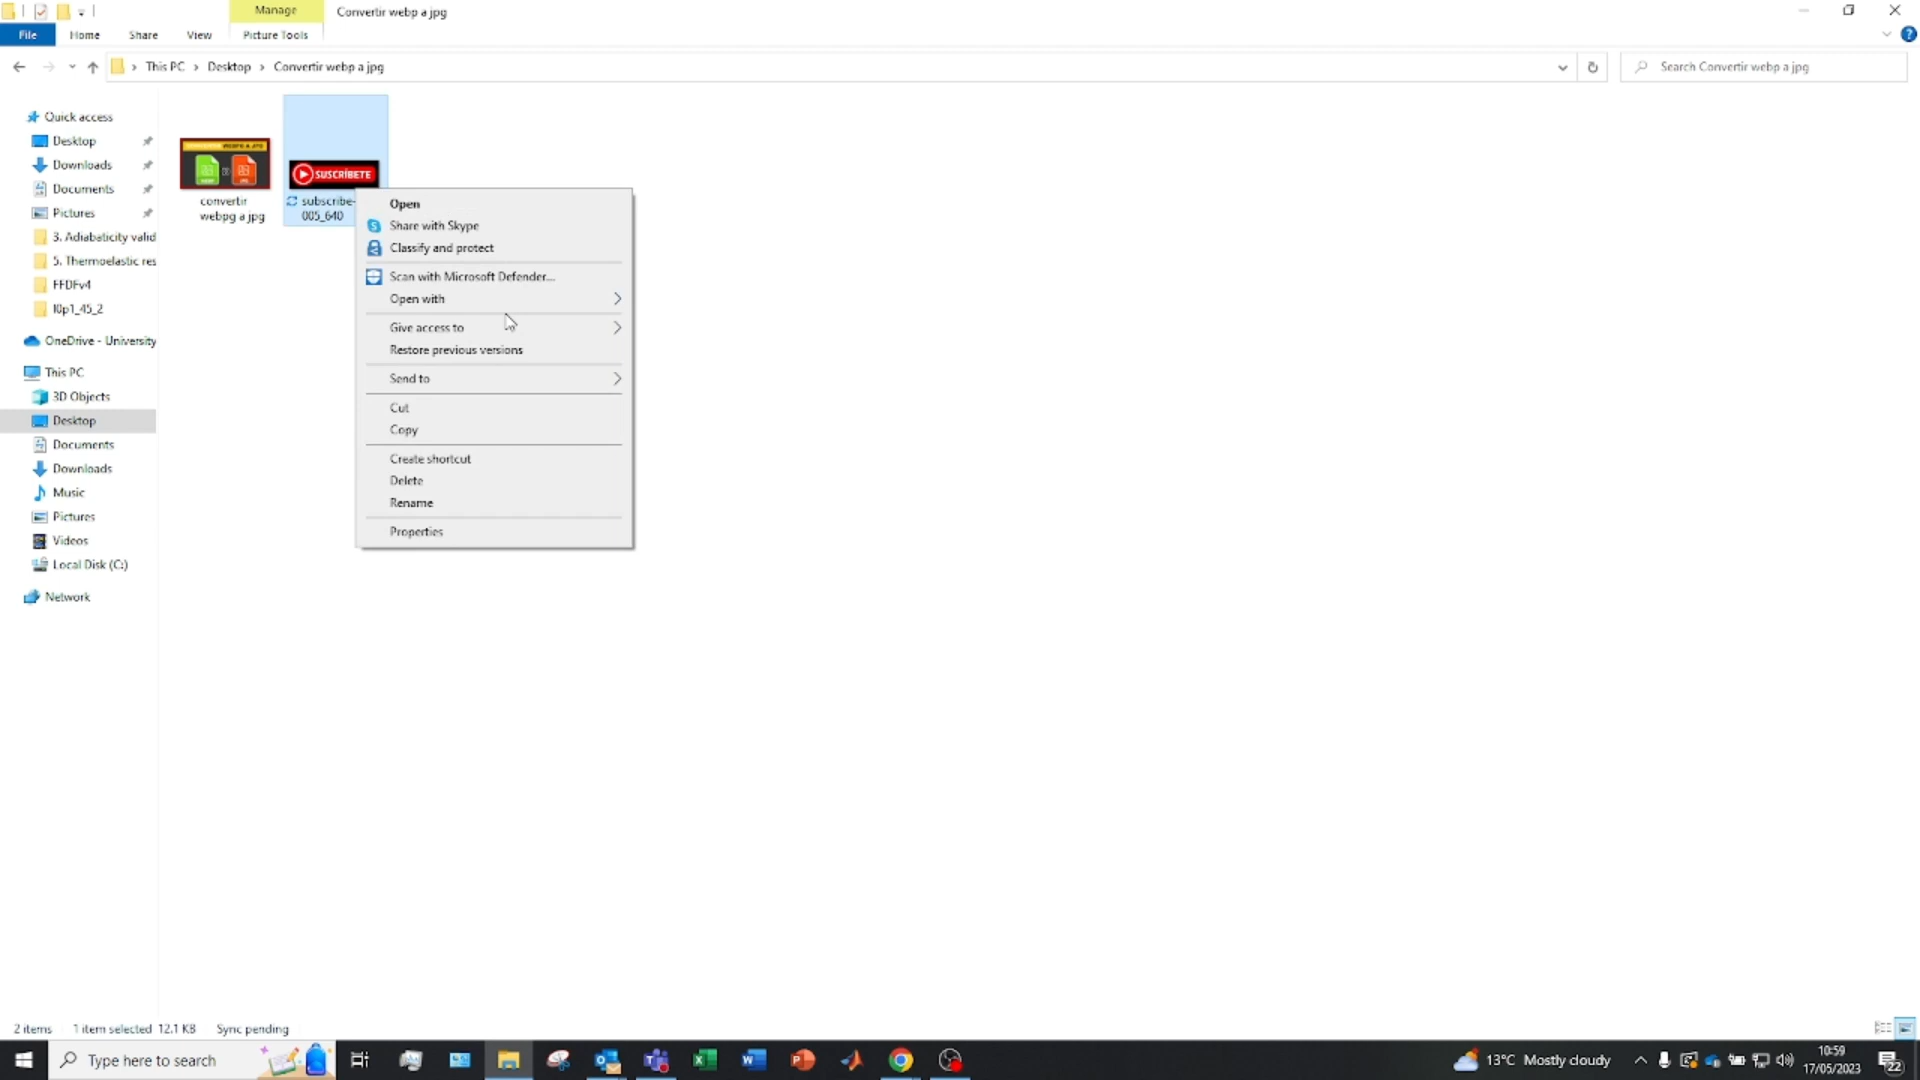 Manage
Convertir webp a jpg
File
Home
Share
View
Picture Tools
This PC
Desktop
Convertir webp a jpg
Search Convertir webp a jpg
Quick access
Desktop
Downloads
Documents
Pictures
3. Adiabaticity valid
5. Thermoelastic res
FFDFv4
I0p1_45_2
OneDrive - University
This PC
3D Objects
Desktop
Documents
Downloads
Music
Pictures
Videos
Local Disk (C:)
Network
WEBPG A JPG
convertir
webpg a jpg
SUSCRÍBETE
subscribe-
005_640
Open
Share with Skype
Classify and protect
Scan with Microsoft Defender...
Open with
Give access to
Restore previous versions
Send to
Cut
Copy
Create shortcut
Delete
Rename
Properties
2 items
1 item selected 12.1 KB
Sync pending
Type here to search
13°C Mostly cloudy
10:59
17/05/2023
22